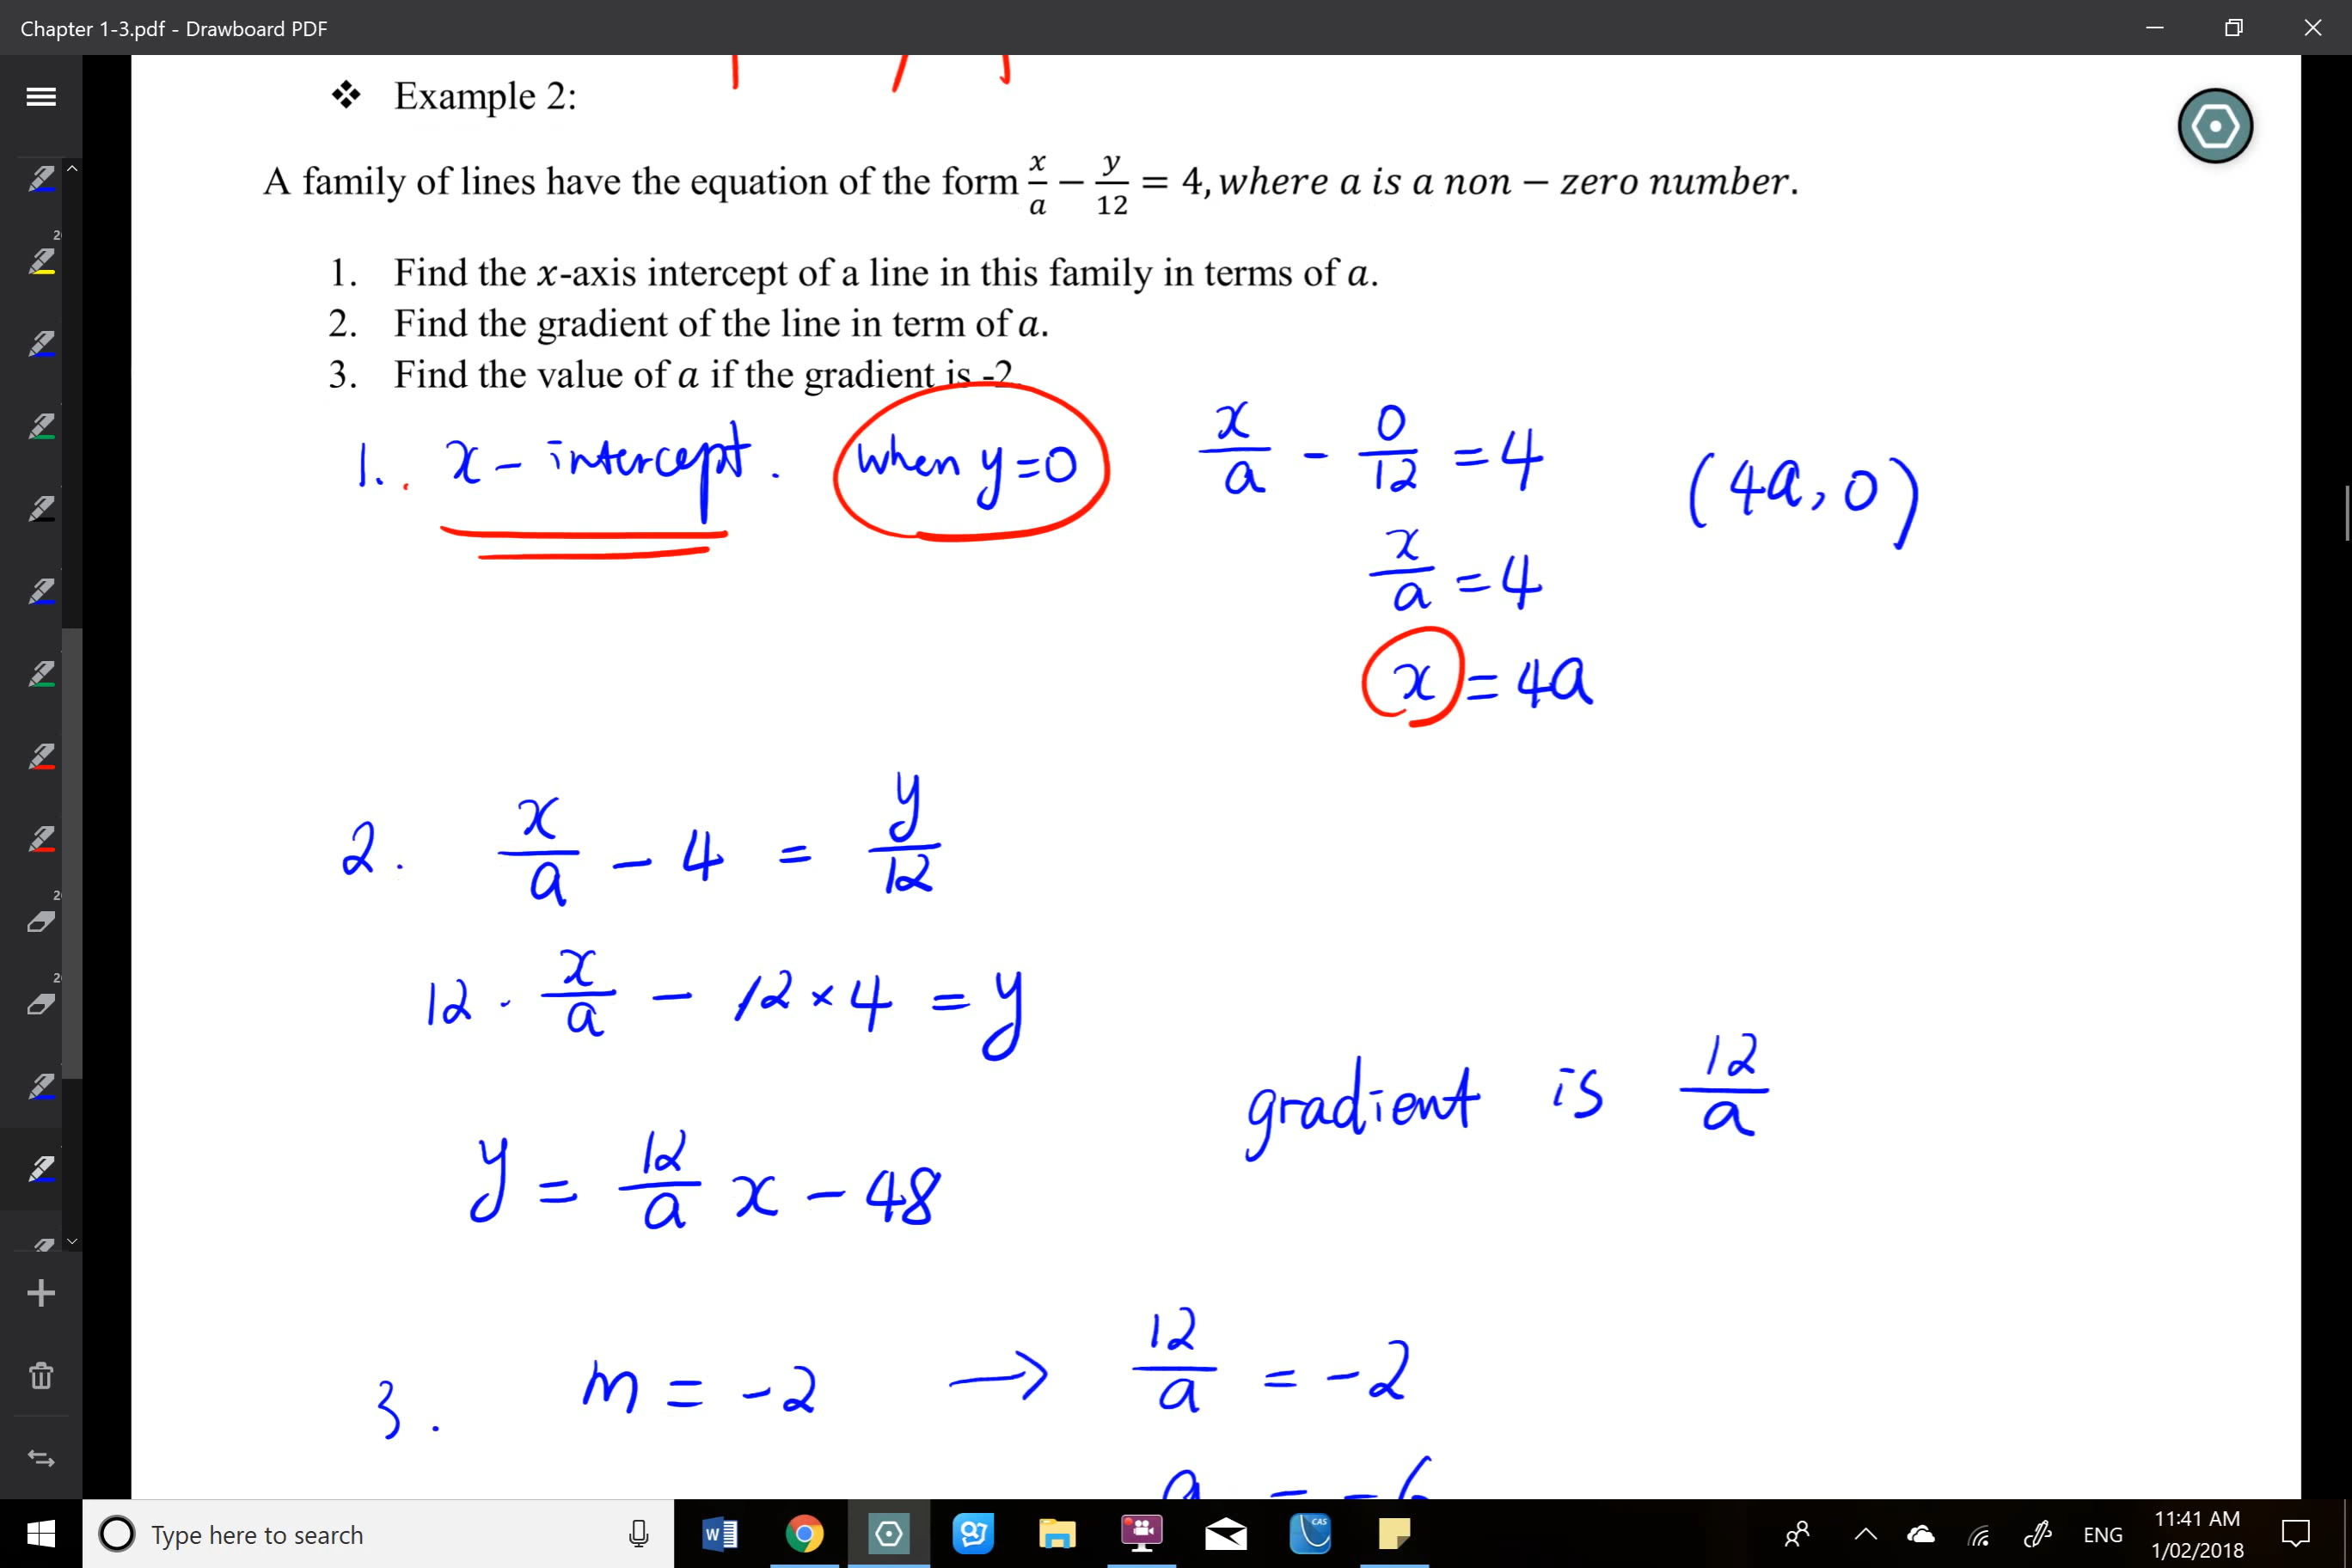 Chapter 1-3.pdf - Drawboard PDF
❖ Example 2:
A family of lines have the equation of the form x/a − y/12 = 4, where a is a non − zero number.
1. Find the x-axis intercept of a line in this family in terms of a.
2. Find the gradient of the line in term of a.
3. Find the value of a if the gradient is -2.
1. x - intercept. when y=0 x/a - 0/12 = 4 (4a, 0)
x/a = 4
x = 4a
2. x/a - 4 = y/12
12 · x/a - 12 × 4 = y
gradient is 12/a
y = 12/a x - 48
3. m = -2 → 12/a = -2
a = -6
Type here to search
CAS
ENG
11:41 AM
1/02/2018